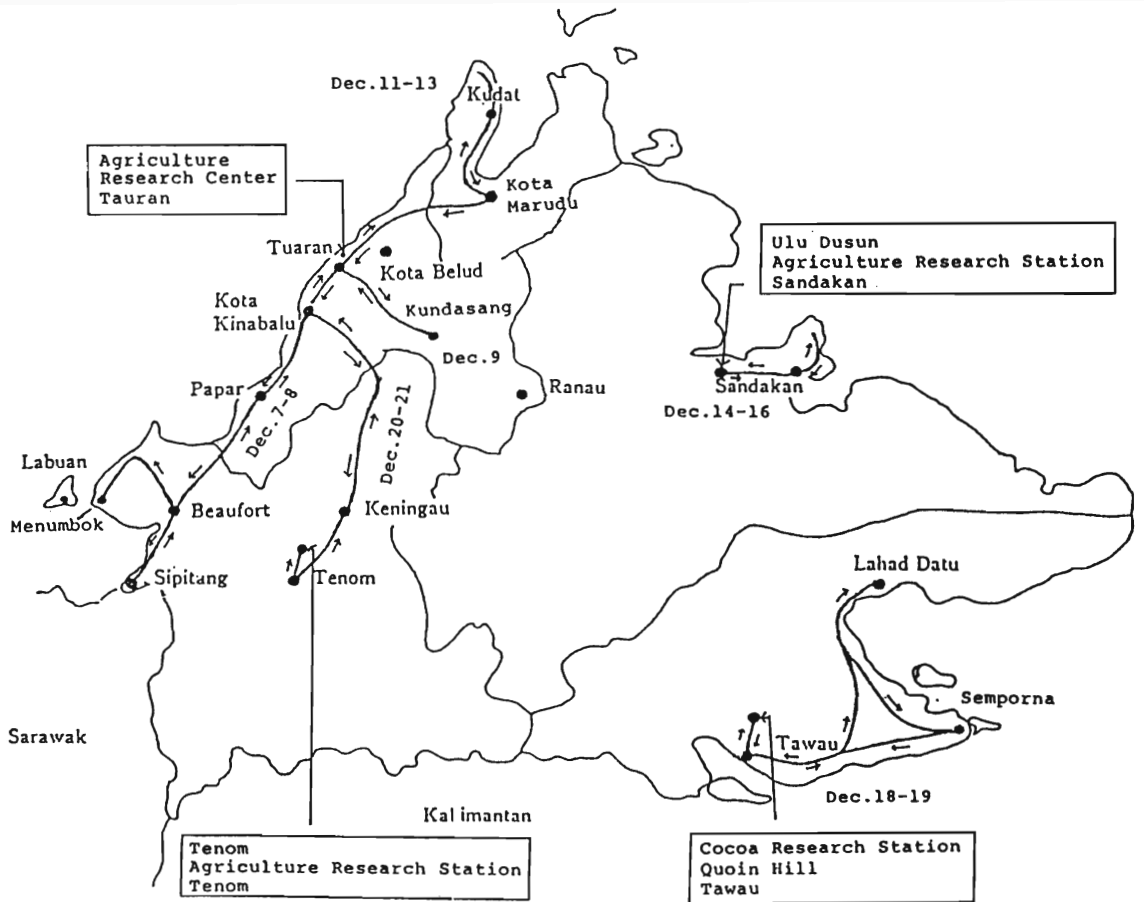 Dec.11-13
Kudat
Agriculture
Research Center
Tauran
Kota
Marudu
Tuaran
Kota Belud
Ulu Dusun
Agriculture Research Station
Sandakan
Kota
Kinabalu
Kundasang
Dec.9
Papar
Dec.7-8
Dec.20-21
Ranau
Sandakan
Dec.14-16
Labuan
Menumbok
Beaufort
Keningau
Sipitang
Tenom
Lahad Datu
Semporna
Sarawak
Tawau
Dec.18-19
Kalimantan
Tenom
Agriculture Research Station
Tenom
Cocoa Research Station
Quoin Hill
Tawau